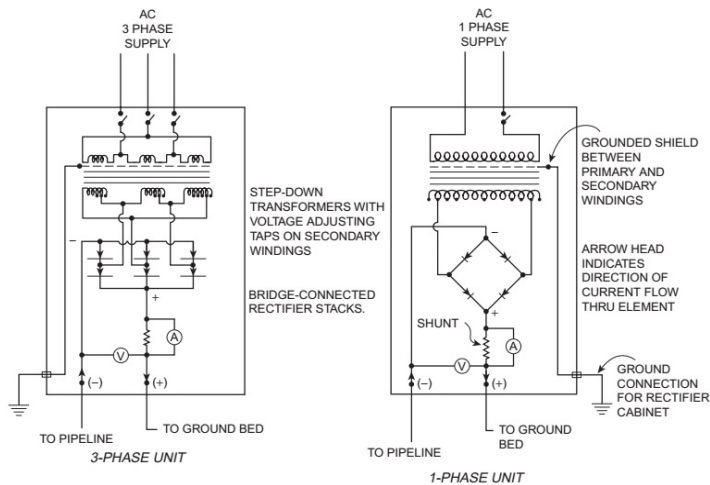 AC
3 PHASE
SUPPLY
AC
1 PHASE
SUPPLY
GROUNDED SHIELD
BETWEEN
PRIMARY AND
SECONDARY
WINDINGS
STEP-DOWN
TRANSFORMERS WITH
VOLTAGE ADJUSTING
TAPS ON SECONDARY
WINDINGS
ARROW HEAD
INDICATES
DIRECTION OF
CURRENT FLOW
THRU ELEMENT
BRIDGE-CONNECTED
RECTIFIER STACKS.
−
+
A
V
(−)
(+)
−
+
SHUNT
A
V
(−)
(+)
GROUND
CONNECTION
FOR RECTIFIER
CABINET
TO PIPELINE
TO GROUND BED
3-PHASE UNIT
TO PIPELINE
TO GROUND
BED
1-PHASE UNIT